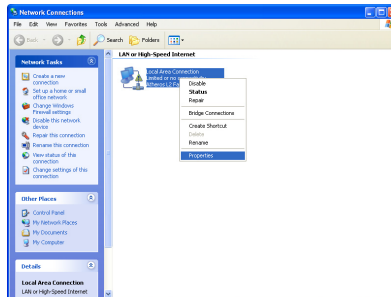 Network Connections
File Edit View Favorites Tools Advanced Help
Back Search Folders
LAN or High-Speed Internet
Network Tasks
Create a new connection
Set up a home or small office network
Change Windows Firewall settings
Disable this network device
Repair this connection
Rename this connection
View status of this connection
Change settings of this connection
Other Places
Control Panel
My Network Places
My Documents
My Computer
Details
Local Area Connection
LAN or High-Speed Internet
Local Area Connection
Limited or no
Atheros L2 Fa
Disable
Status
Repair
Bridge Connections
Create Shortcut
Delete
Rename
Properties